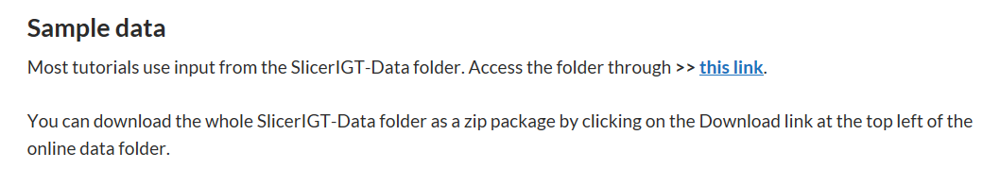 Sample data
Most tutorials use input from the SlicerIGT-Data folder. Access the folder through >> this link.
You can download the whole SlicerIGT-Data folder as a zip package by clicking on the Download link at the top left of the
online data folder.